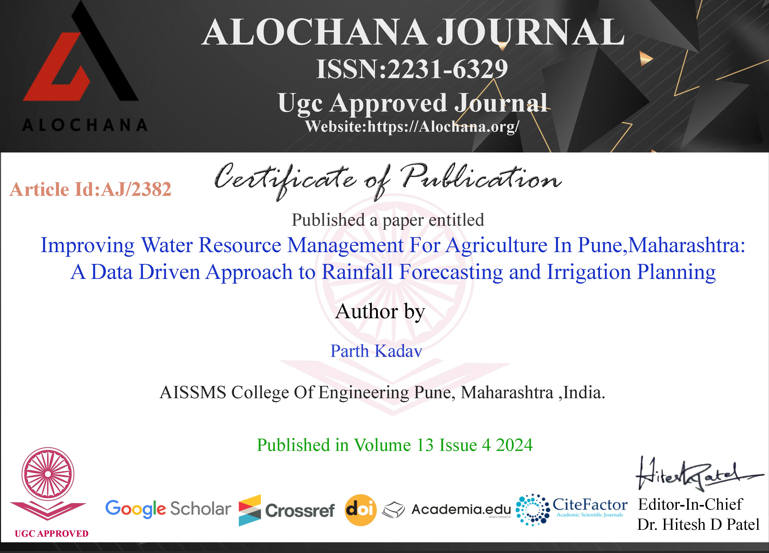 ALOCHANA JOURNAL
ISSN:2231-6329
Ugc Approved Journal
Website:https://Alochana.org/
ALOCHANA
Certificate of Publication
Article Id:AJ/2382
Published a paper entitled
Improving Water Resource Management For Agriculture In Pune,Maharashtra:
A Data Driven Approach to Rainfall Forecasting and Irrigation Planning
Author by
Parth Kadav
AISSMS College Of Engineering Pune, Maharashtra ,India.
Published in Volume 13 Issue 4 2024
Hitesh Patel
UGC APPROVED
Google Scholar
Crossref
doi
Academia.edu
CiteFactor
Academic Scientific Journals
Editor-In-Chief
Dr. Hitesh D Patel